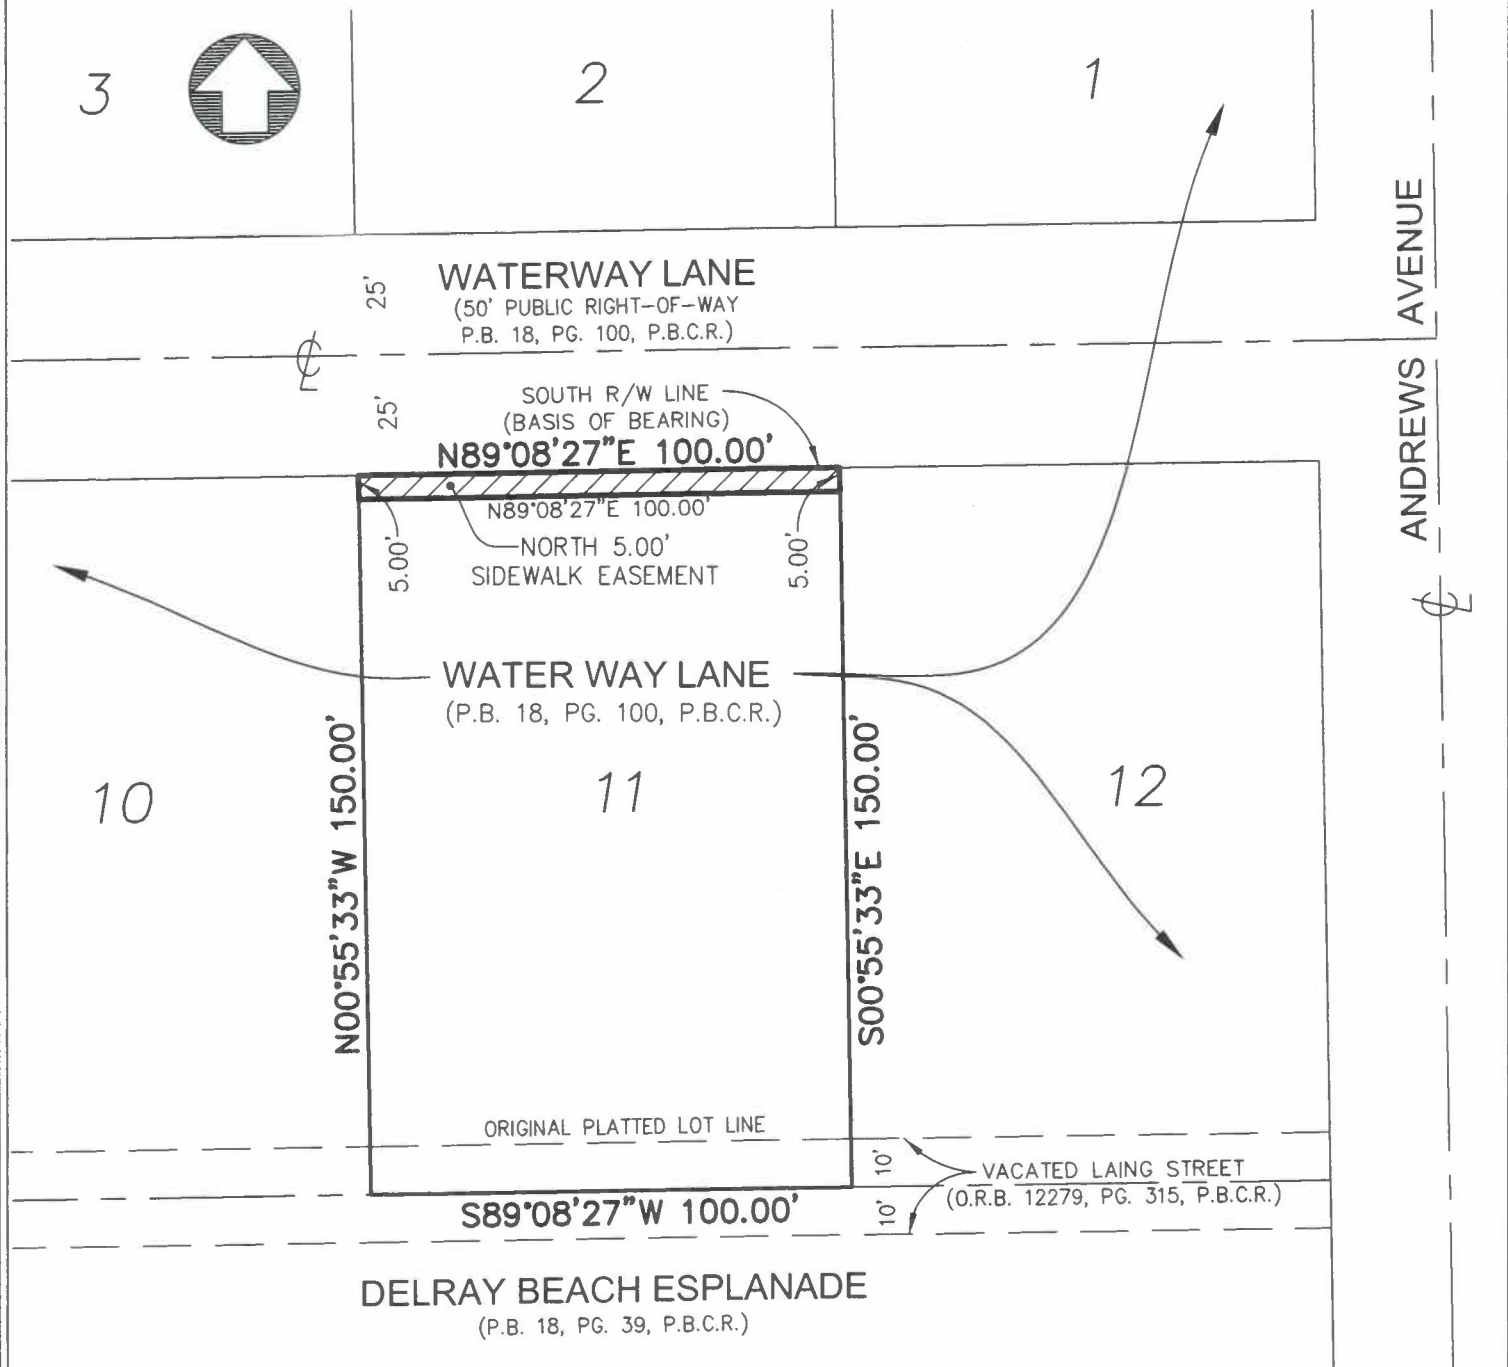 3
2
1
WATERWAY LANE
(50' PUBLIC RIGHT-OF-WAY
P.B. 18, PG. 100, P.B.C.R.)
25'
℄
25'
SOUTH R/W LINE
(BASIS OF BEARING)
N89°08'27"E 100.00'
N89°08'27"E 100.00'
5.00'
NORTH 5.00'
SIDEWALK EASEMENT
5.00'
ANDREWS AVENUE
℄
WATER WAY LANE
(P.B. 18, PG. 100, P.B.C.R.)
10
11
12
N00°55'33"W 150.00'
S00°55'33"E 150.00'
ORIGINAL PLATTED LOT LINE
10'
10'
VACATED LAING STREET
(O.R.B. 12279, PG. 315, P.B.C.R.)
S89°08'27"W 100.00'
DELRAY BEACH ESPLANADE
(P.B. 18, PG. 39, P.B.C.R.)